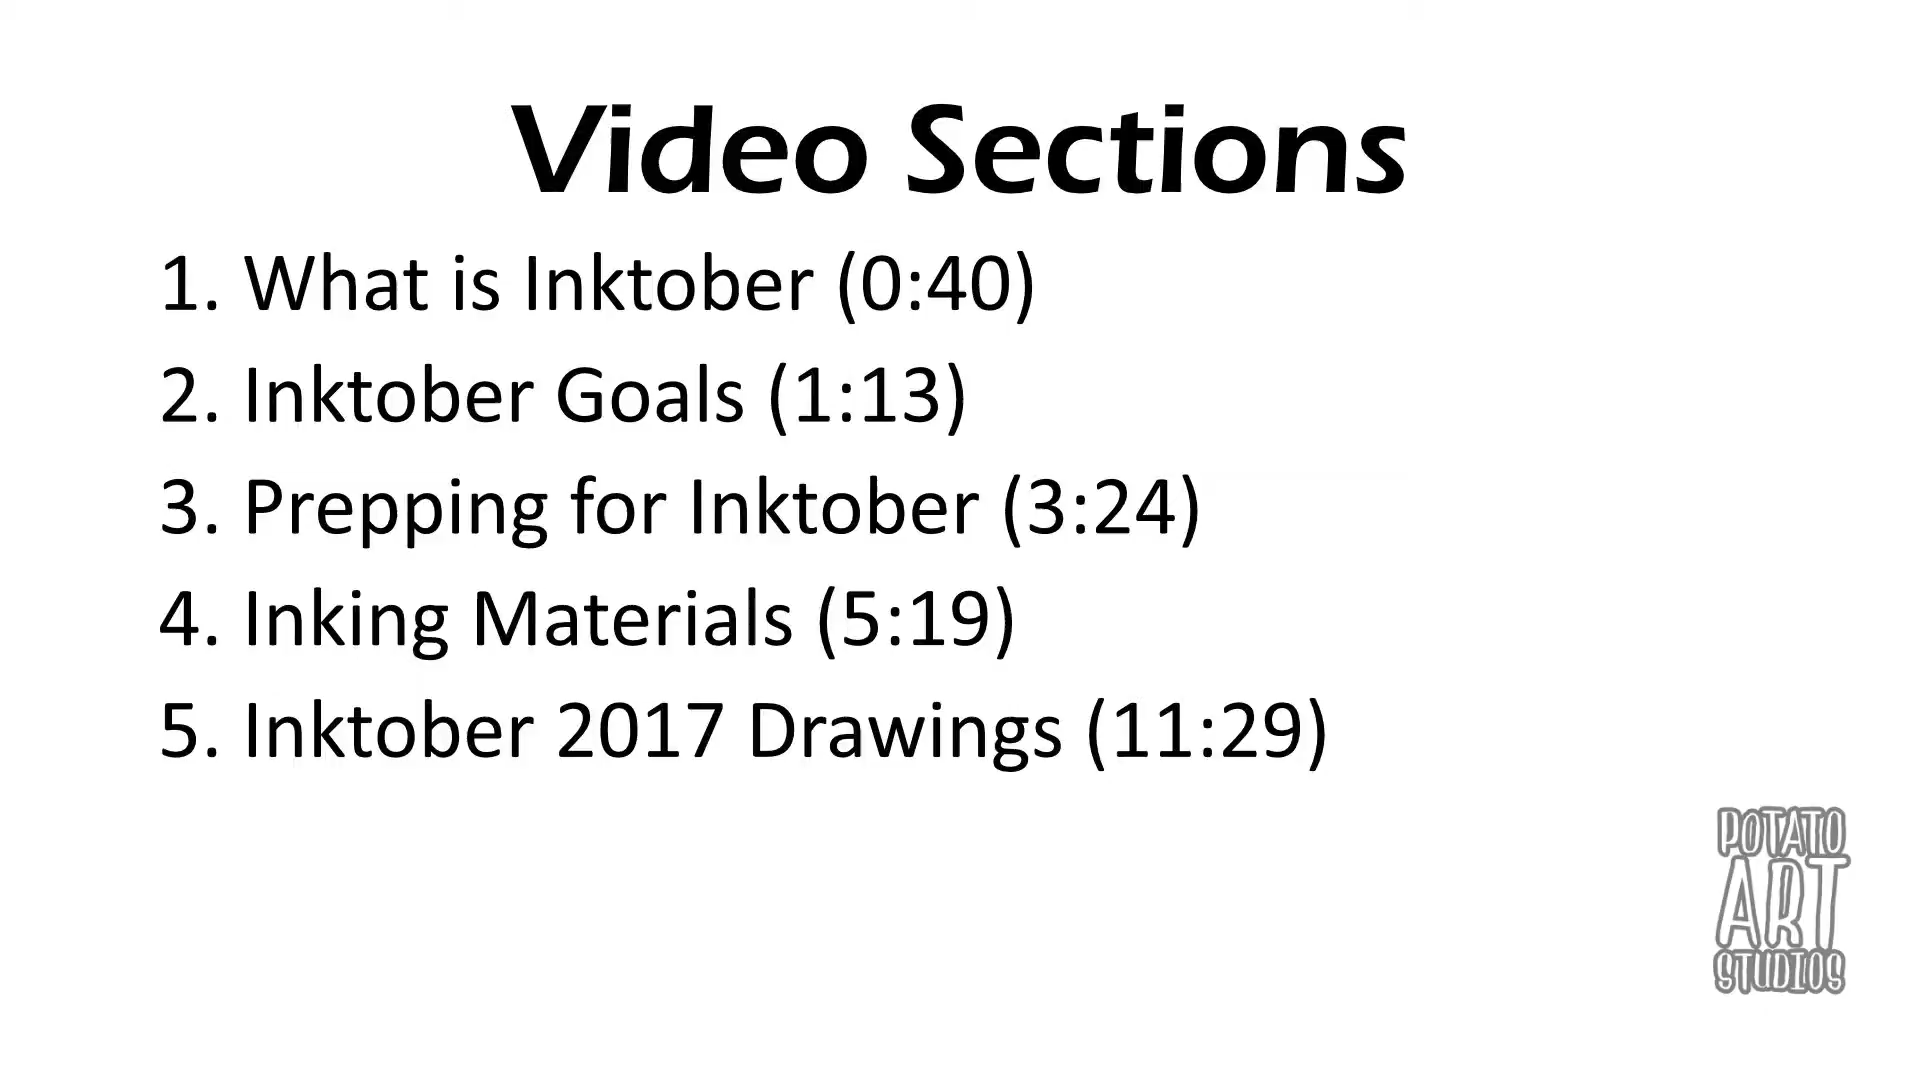 Video Sections
1. What is Inktober (0:40)
2. Inktober Goals (1:13)
3. Prepping for Inktober (3:24)
4. Inking Materials (5:19)
5. Inktober 2017 Drawings (11:29)
POTATO
ART
STUDIOS